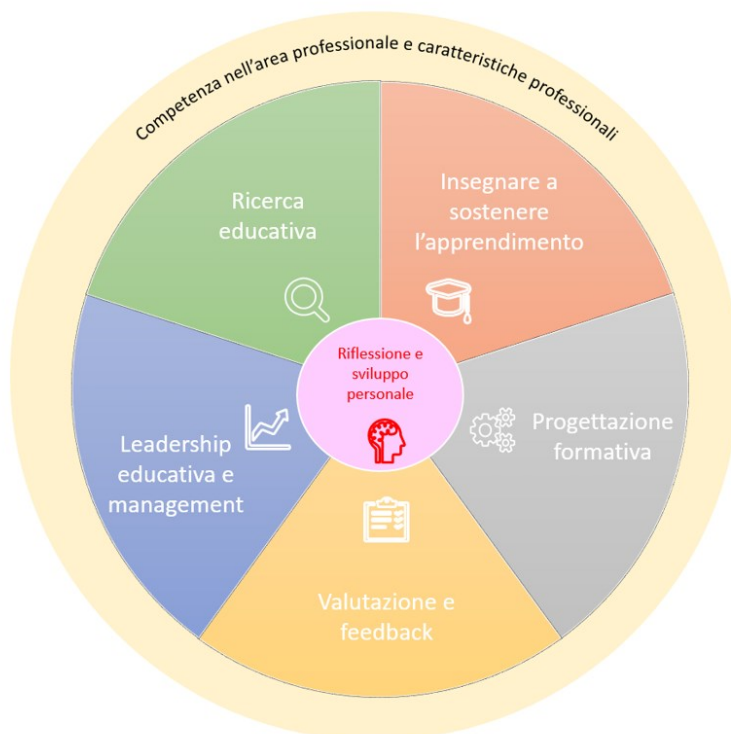 Competenza nell'area professionale e caratteristiche professionali
Ricerca
educativa
Insegnare a
sostenere
l'apprendimento
Riflessione e
sviluppo
personale
Leadership
educativa e
management
Progettazione
formativa
Valutazione e
feedback